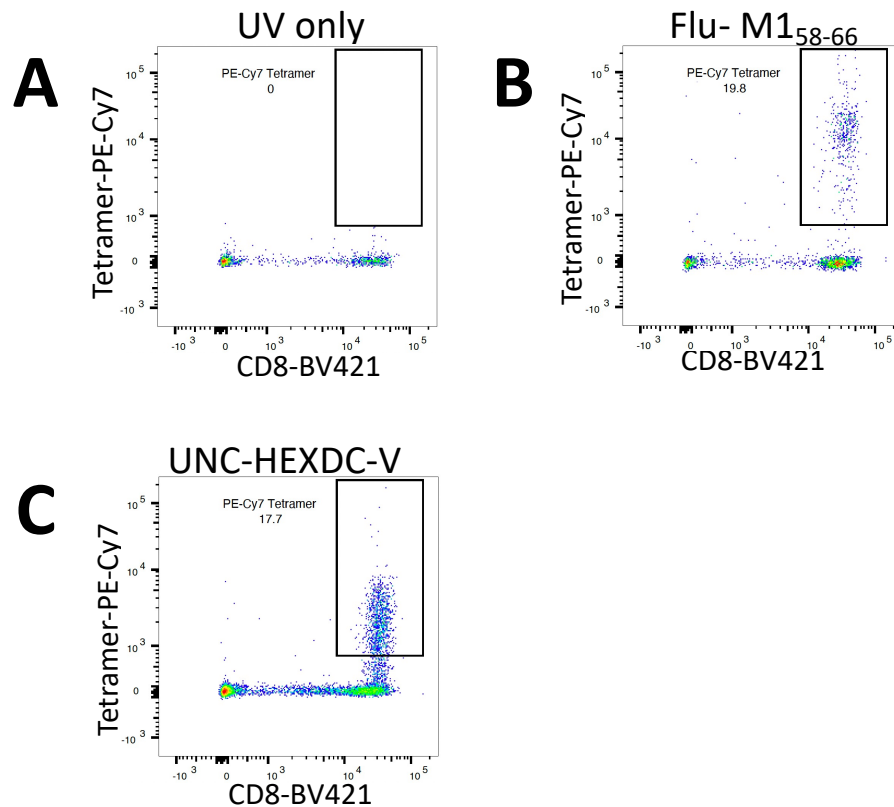 A
UV only
PE-Cy7 Tetramer
0
Tetramer-PE-Cy7
10 5
10 4
10 3
0
-10 3
-10 3
0
10 3
10 4
10 5
CD8-BV421
B
Flu- M1 58-66
PE-Cy7 Tetramer
19.8
Tetramer-PE-Cy7
10 5
10 4
10 3
0
-10 3
-10 3
0
10 3
10 4
10 5
CD8-BV421
C
UNC-HEXDC-V
PE-Cy7 Tetramer
17.7
Tetramer-PE-Cy7
10 5
10 4
10 3
0
-10 3
-10 3
0
10 3
10 4
10 5
CD8-BV421